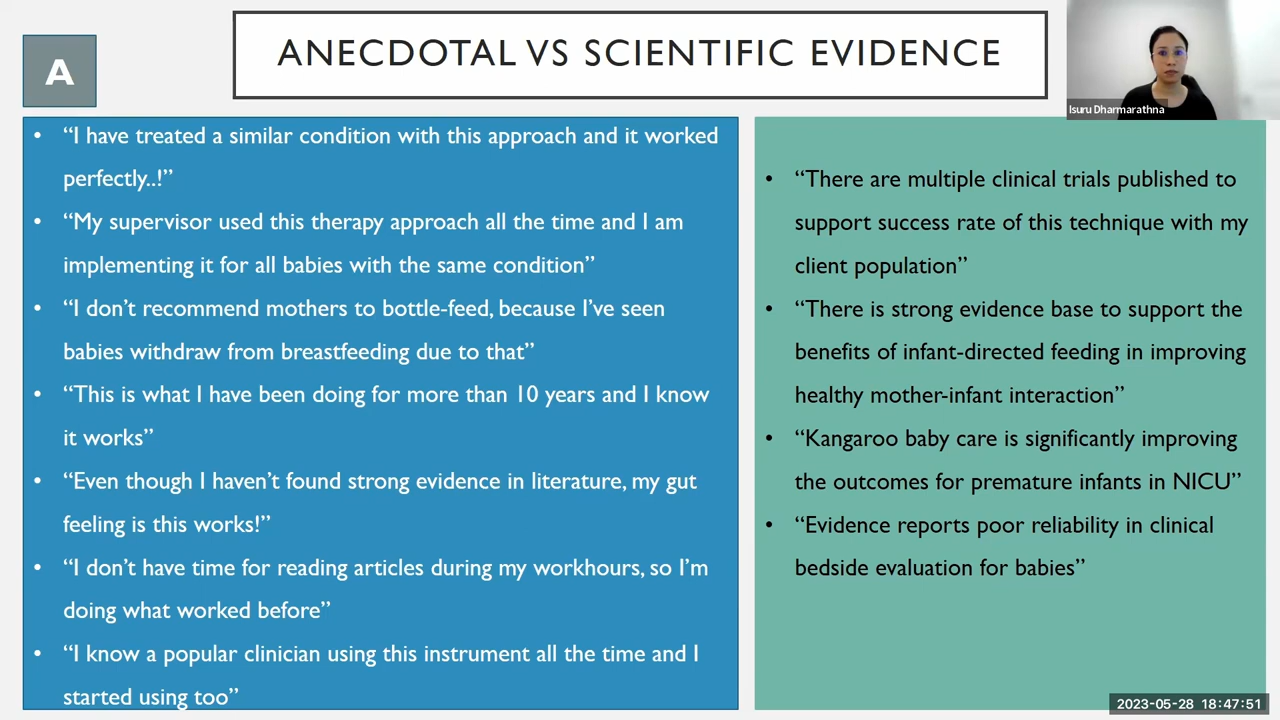 A
ANECDOTAL VS SCIENTIFIC EVIDENCE
Isuru Dharmarathna
• “I have treated a similar condition with this approach and it worked
perfectly..!”
• “My supervisor used this therapy approach all the time and I am
implementing it for all babies with the same condition”
• “I don’t recommend mothers to bottle-feed, because I’ve seen
babies withdraw from breastfeeding due to that”
• “This is what I have been doing for more than 10 years and I know
it works”
• “Even though I haven’t found strong evidence in literature, my gut
feeling is this works!”
• “I don’t have time for reading articles during my workhours, so I’m
doing what worked before”
• “I know a popular clinician using this instrument all the time and I
started using too”
• “There are multiple clinical trials published to
support success rate of this technique with my
client population”
• “There is strong evidence base to support the
benefits of infant-directed feeding in improving
healthy mother-infant interaction”
• “Kangaroo baby care is significantly improving
the outcomes for premature infants in NICU”
• “Evidence reports poor reliability in clinical
bedside evaluation for babies”
2023-05-28 18:47:51